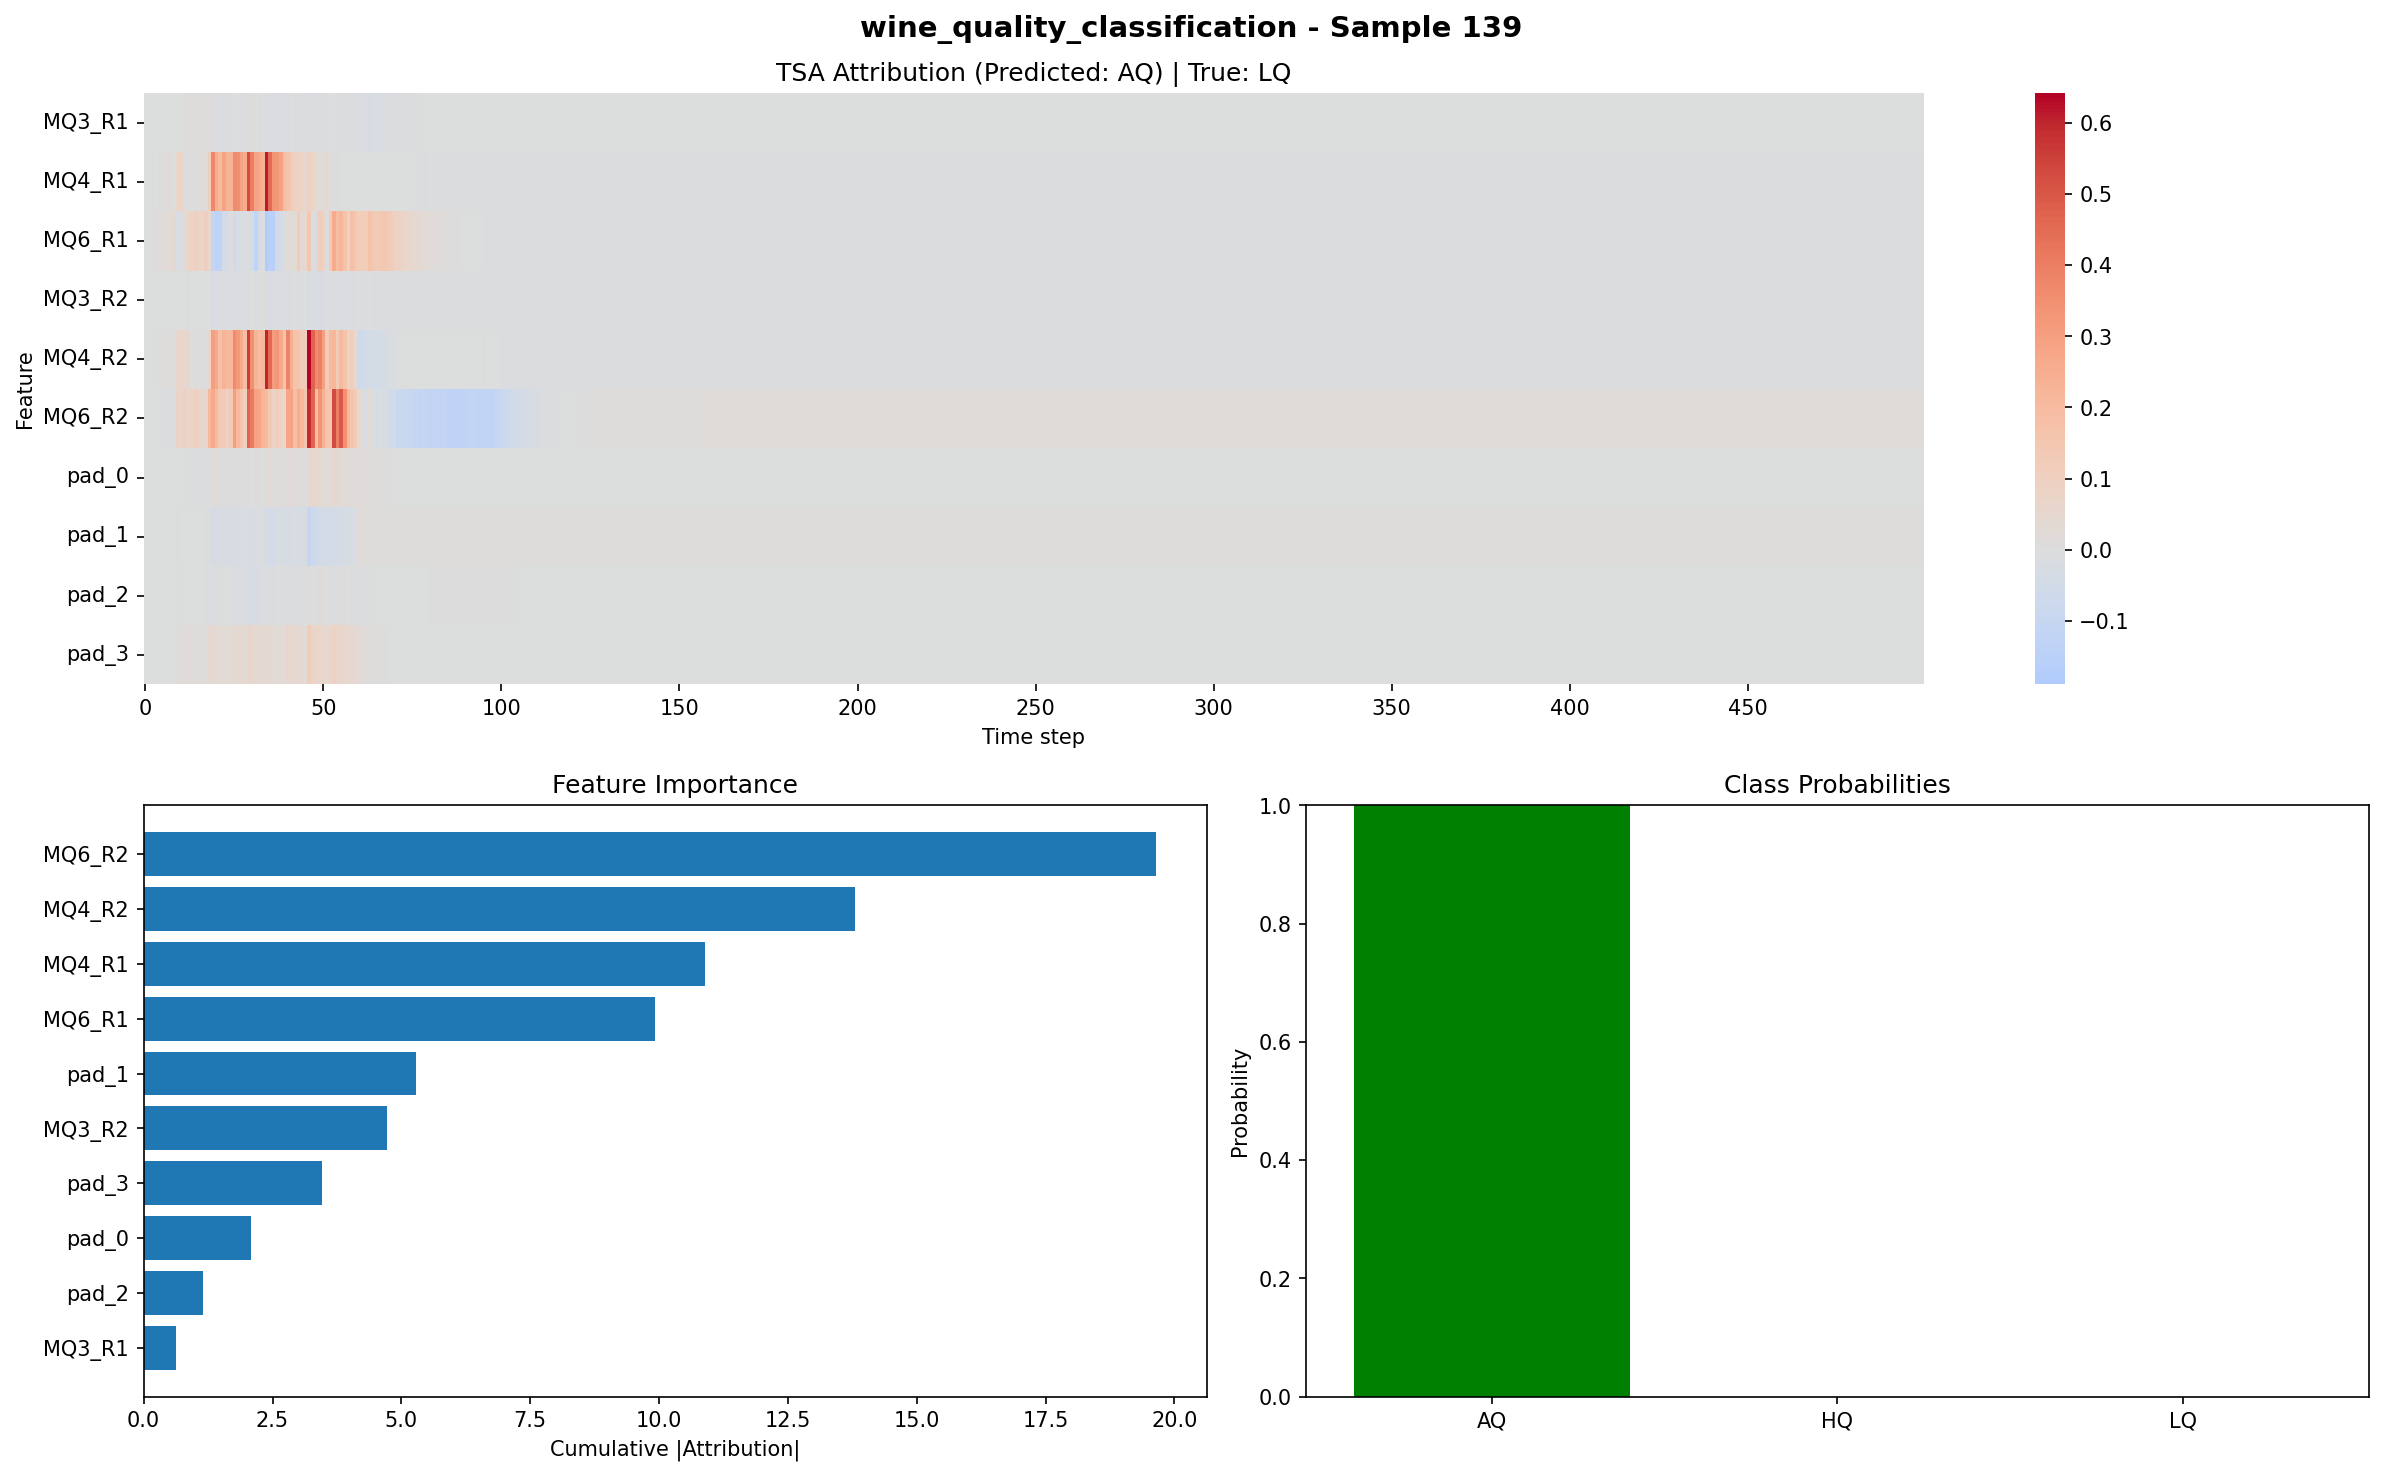 wine_quality_classification - Sample 139
TSA Attribution (Predicted: AQ) | True: LQ
Feature
MQ3_R1
MQ4_R1
MQ6_R1
MQ3_R2
MQ4_R2
MQ6_R2
pad_0
pad_1
pad_2
pad_3
0 50 100 150 200 250 300 350 400 450
Time step
0.6
0.5
0.4
0.3
0.2
0.1
0.0
−0.1
Feature Importance
MQ6_R2
MQ4_R2
MQ4_R1
MQ6_R1
pad_1
MQ3_R2
pad_3
pad_0
pad_2
MQ3_R1
0.0 2.5 5.0 7.5 10.0 12.5 15.0 17.5 20.0
Cumulative |Attribution|
Class Probabilities
Probability
1.0
0.8
0.6
0.4
0.2
0.0
AQ HQ LQ